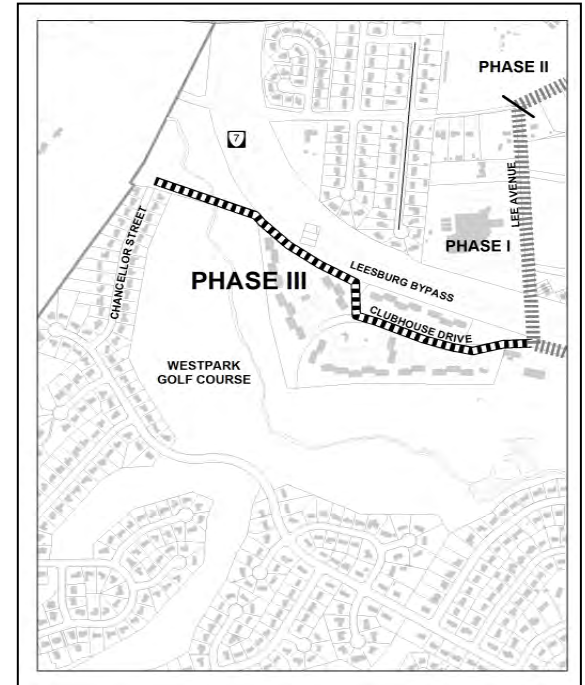 PHASE II
7
LEE AVENUE
CHANCELLOR STREET
PHASE I
LEESBURG BYPASS
PHASE III
CLUBHOUSE DRIVE
WESTPARK
GOLF COURSE